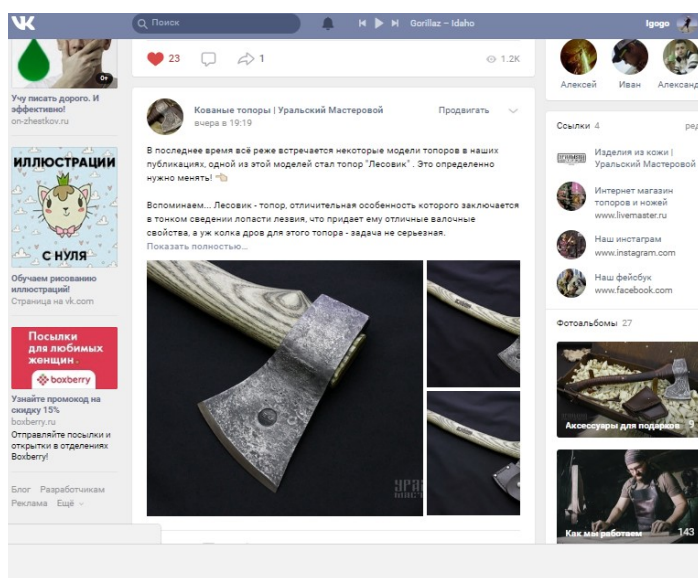 Поиск
Gorillaz – Idaho
Igogo
0+
Учу писать дорого. И
эффективно!
on-zhestkov.ru
ИЛЛЮСТРАЦИИ
С НУЛЯ
Обучаем рисованию
иллюстраций!
Страница на vk.com
Посылки
для любимых
женщин
boxberry
Узнайте промокод на
скидку 15%
boxberry.ru
Отправляйте посылки и
открытки в отделениях
Boxberry!
Блог Разработчикам
Реклама Ещё
23
1
1.2K
Кованые топоры | Уральский Мастеровой
вчера в 19:19
Продвигать
В последнее время всё реже встречается некоторые модели топоров в наших
публикациях, одной из этой моделей стал топор "Лесовик" . Это определенно
нужно менять!
Вспоминаем... Лесовик - топор, отличительная особенность которого заключается
в тонком сведении лопасти лезвия, что придает ему отличные валочные
свойства, а уж колка дров для этого топора - задача не серьезная.
Показать полностью...
Алексей Иван Александ
Ссылки 4
ред
Изделия из кожи |
Уральский Мастеровой
Интернет магазин
топоров и ножей
www.livemaster.ru
Наш инстаграм
www.instagram.com
Наш фейсбук
www.facebook.com
Фотоальбомы 27
Аксессуары для подарков 9
Как мы работаем 143